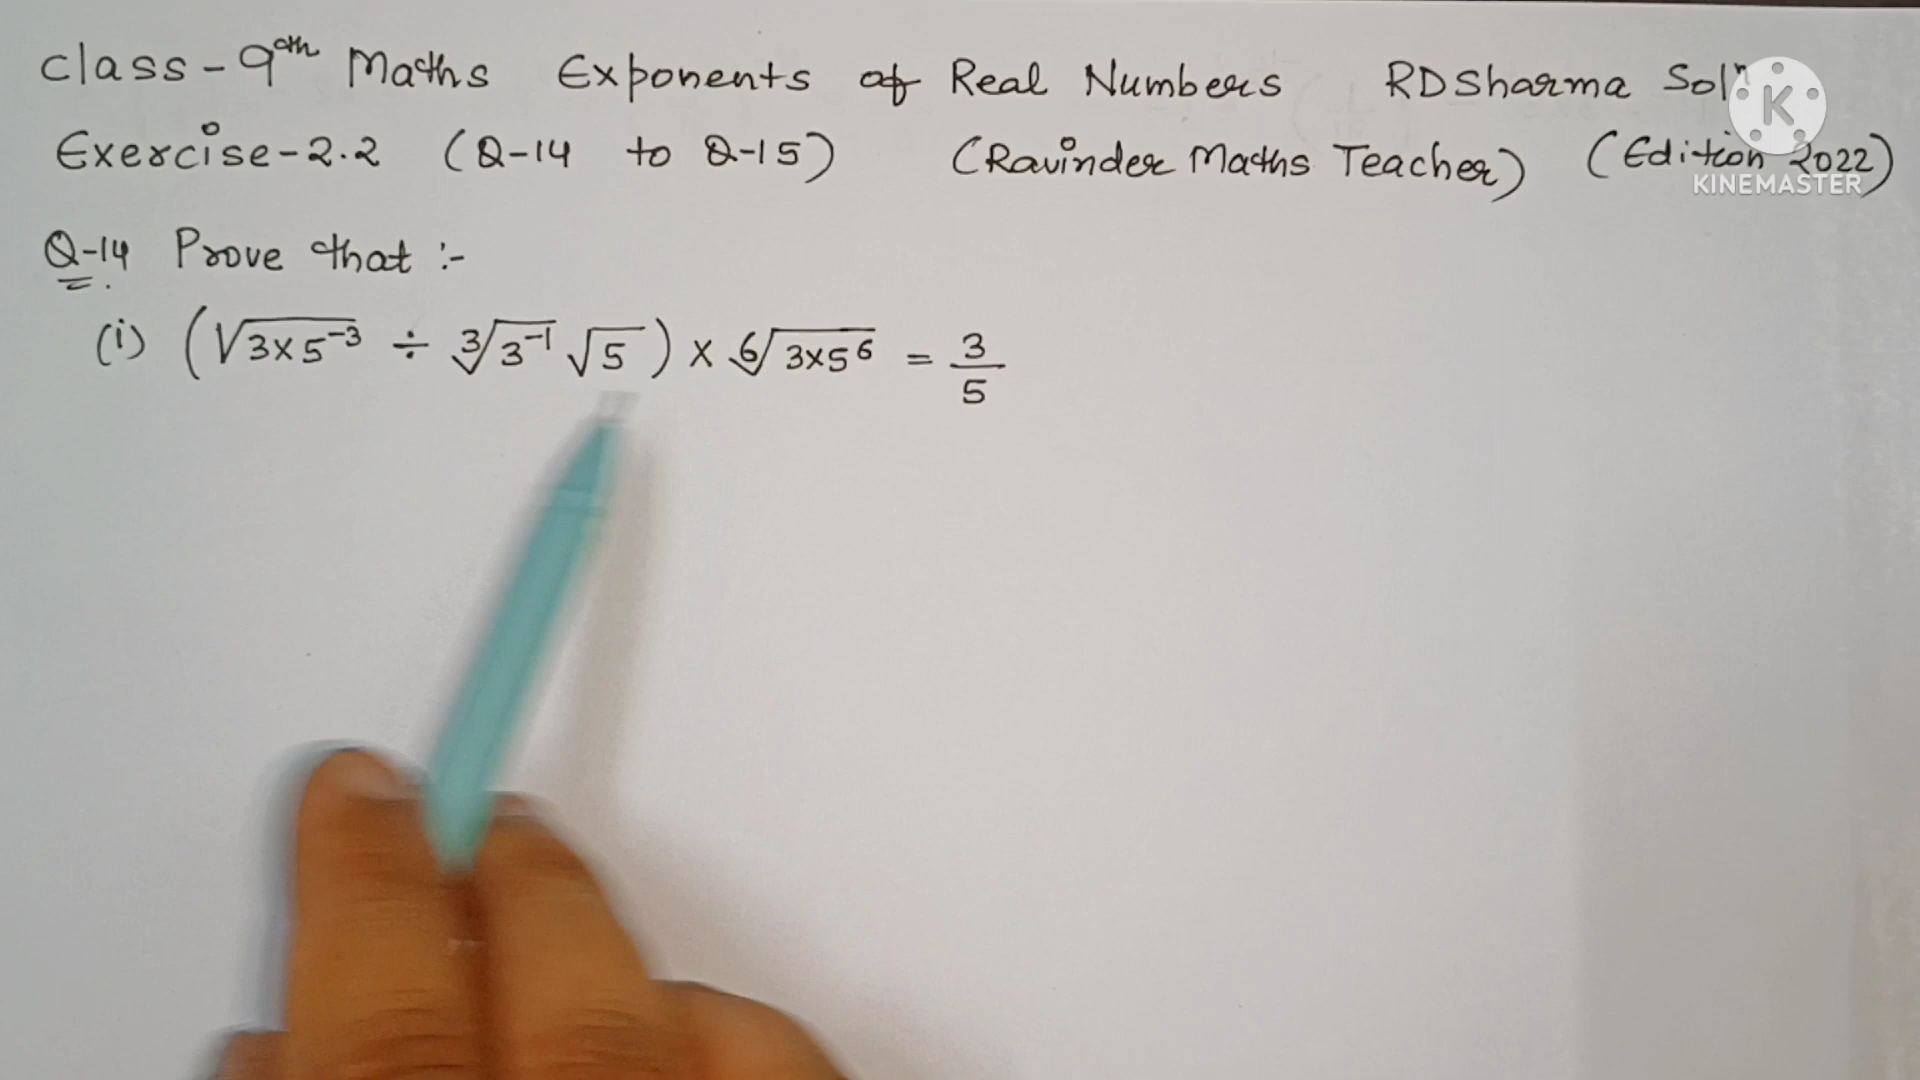 Class-9th Maths Exponents of Real Numbers RDSharma Solⁿ
Exercise-2.2 (Q-14 to Q-15) (Ravinder Maths Teacher) (Edition 2022)
K
KINEMASTER
Q-14 Prove that :-
(i) (√3×5⁻³ ÷ ∛3⁻¹ √5) × ⁶√3×5⁶ = 3/5